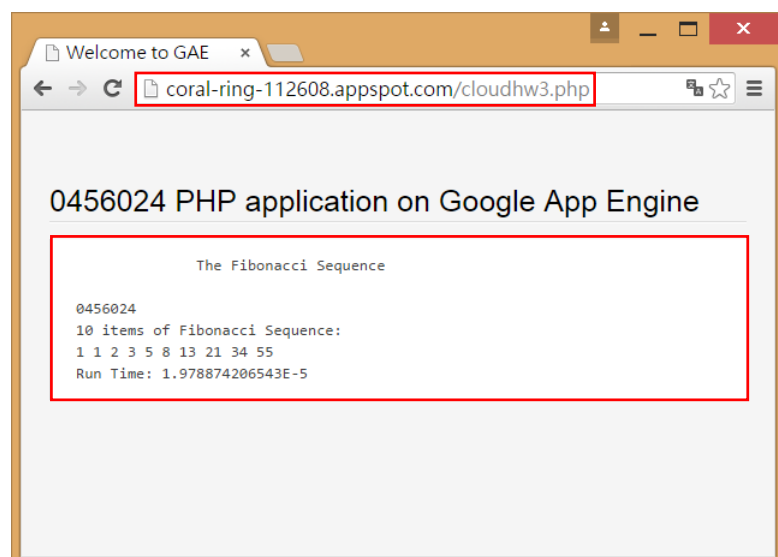 Welcome to GAE
coral-ring-112608.appspot.com/cloudhw3.php
0456024 PHP application on Google App Engine
The Fibonacci Sequence
0456024
10 items of Fibonacci Sequence:
1 1 2 3 5 8 13 21 34 55
Run Time: 1.978874206543E-5